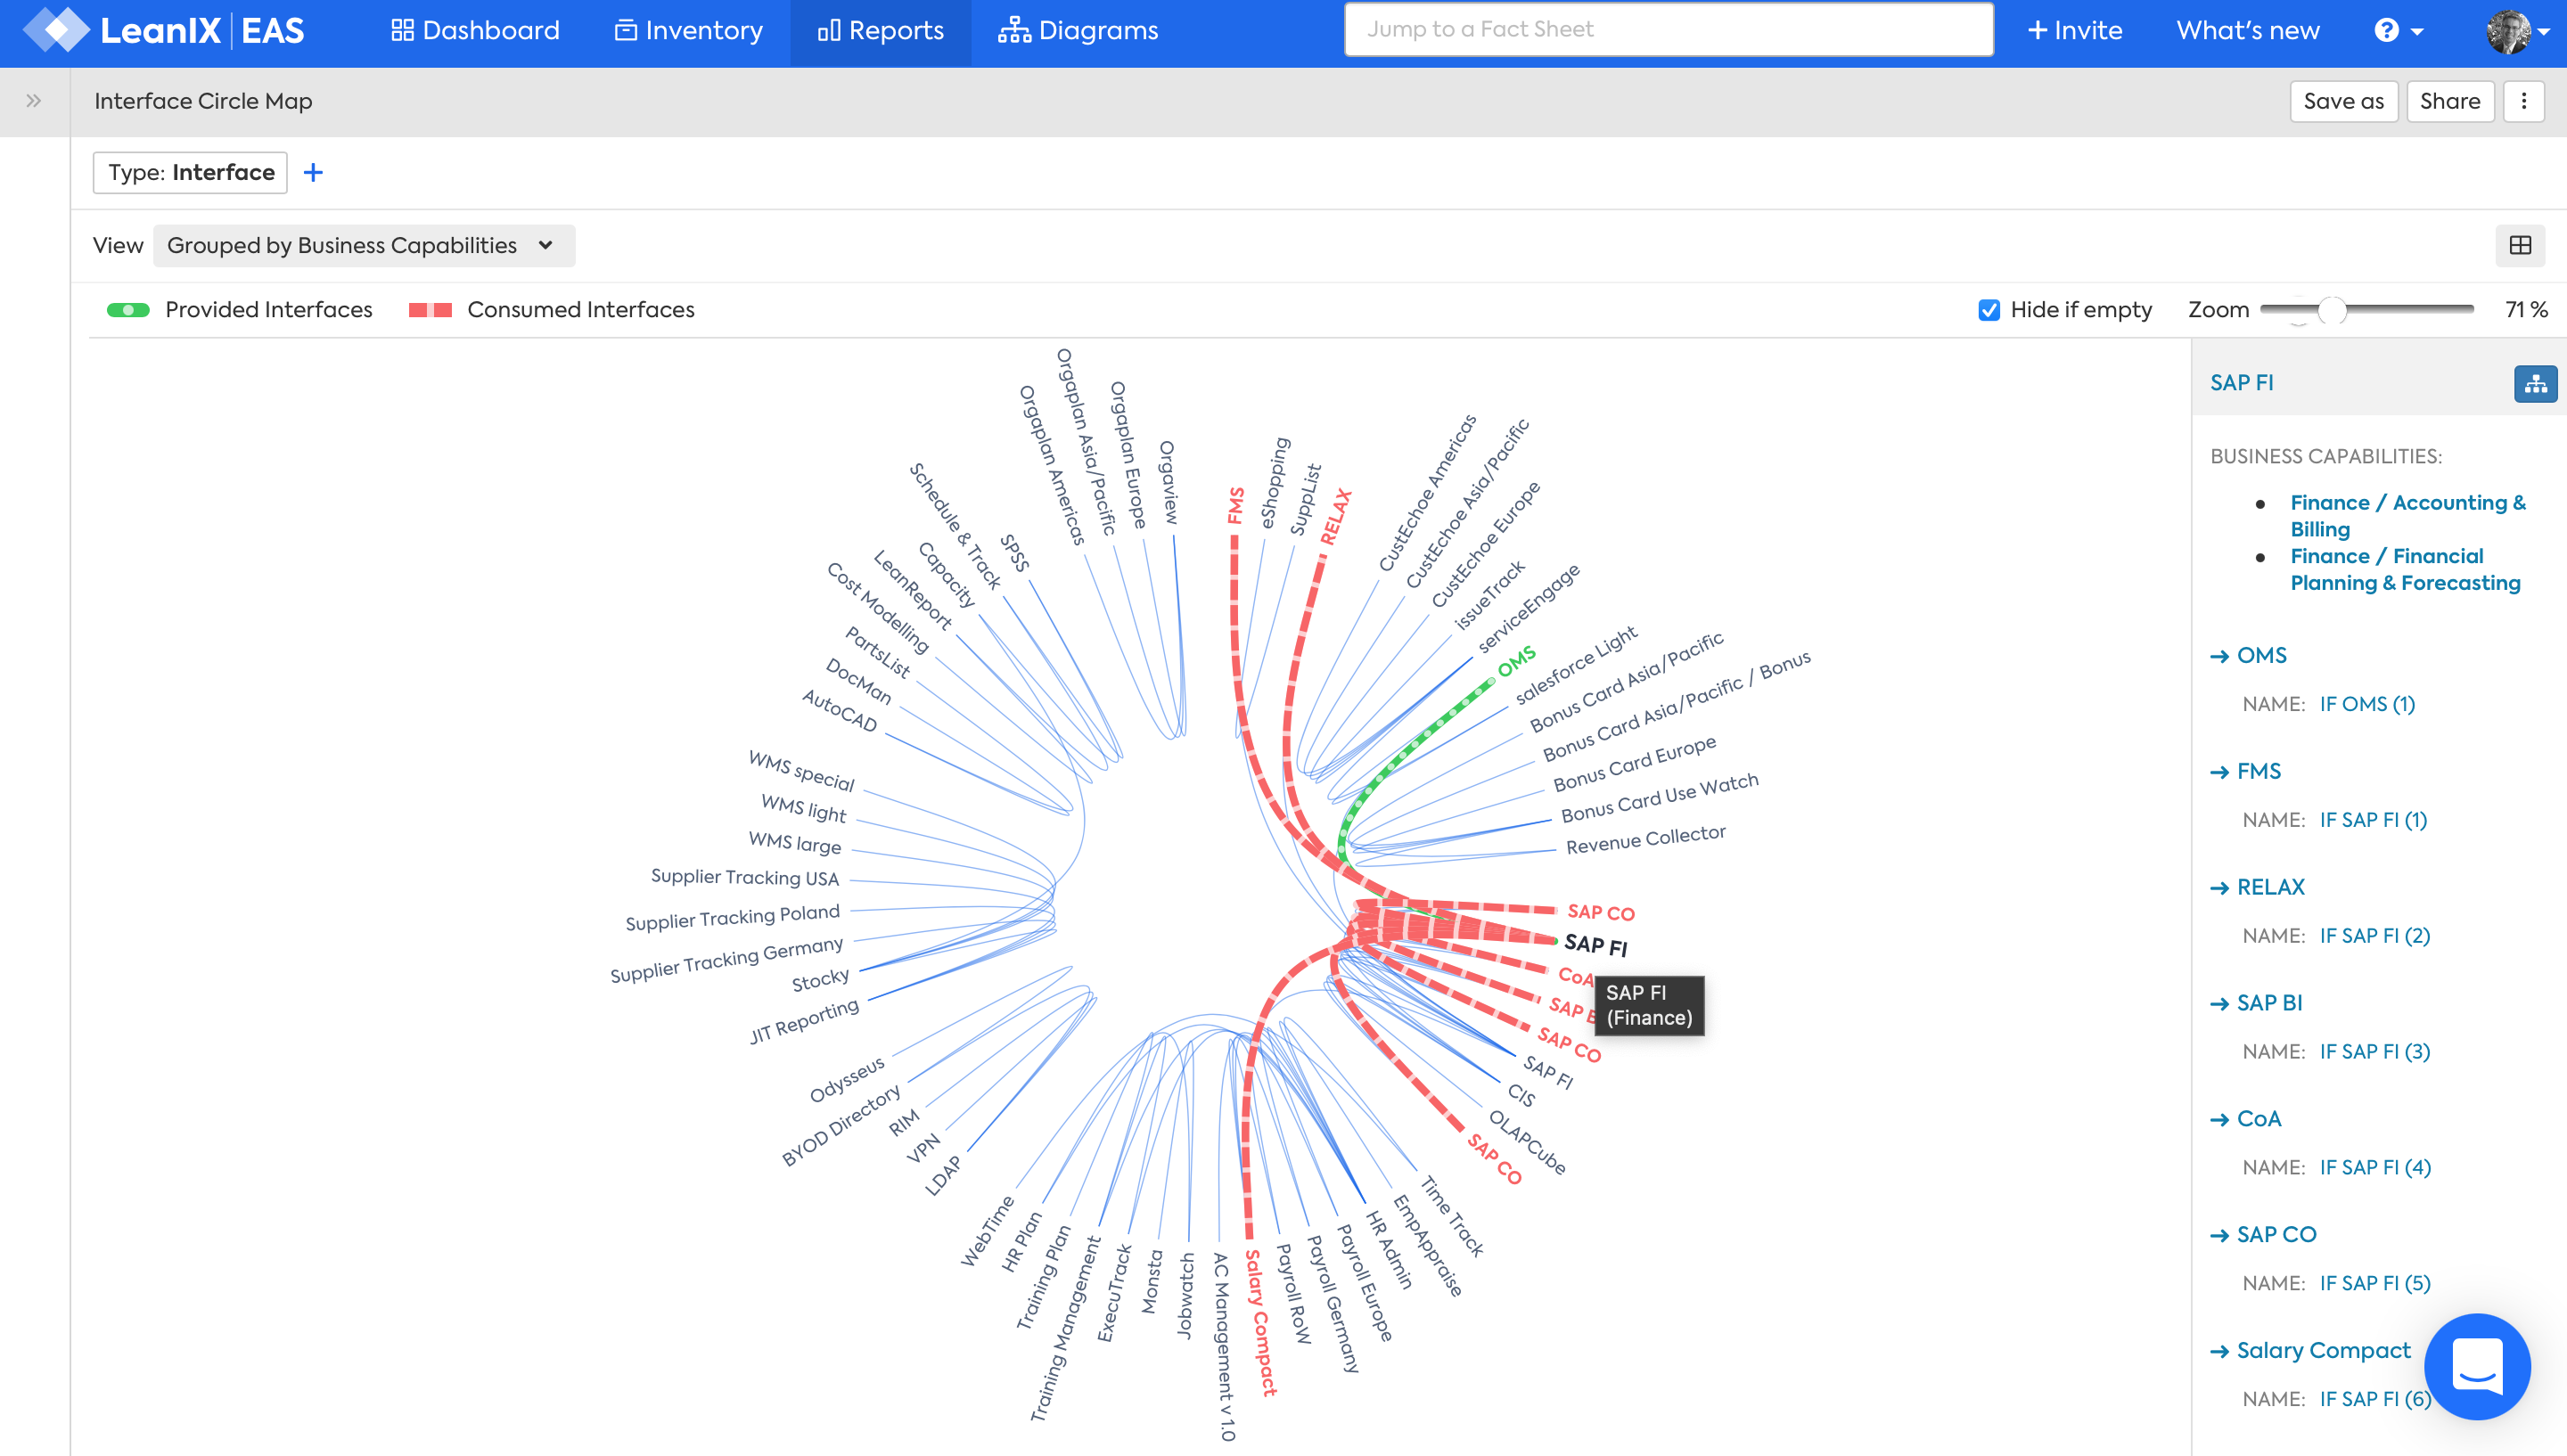 LeanIX EAS
Dashboard
Inventory
Reports
Diagrams
Jump to a Fact Sheet
+ Invite
What's new
?
Interface Circle Map
Save as
Share
Type: Interface +
View
Grouped by Business Capabilities
Provided Interfaces
Consumed Interfaces
Hide if empty
Zoom
71 %
Orgaplan Americas
Orgaplan Asia/Pacific
Orgaplan Europe
Orgaview
FMS
eShopping
SuppList
RELAX
CustEchoe Americas
CustEchoe Asia/Pacific
CustEchoe Europe
issueTrack
serviceEngage
OMS
salesforce Light
Bonus Card Asia/Pacific
Bonus Card Asia/Pacific / Bonus
Bonus Card Europe
Bonus Card Use Watch
Revenue Collector
SAP CO
SAP FI
CoA
SAP FI
(Finance)
SAP B
SAP CO
SAP FI
CIS
OLAPCube
SAP CO
Time Track
EmpAppraise
HR Admin
Payroll Europe
Payroll Germany
Payroll RoW
Salary Compact
AC Management v 1.0
Jobwatch
Monsta
ExecuTrack
Training Management
Training Plan
HR Plan
WebTime
LDAP
VPN
RIM
BYOD Directory
Odysseus
JIT Reporting
Stocky
Supplier Tracking Germany
Supplier Tracking Poland
Supplier Tracking USA
WMS large
WMS light
WMS special
AutoCAD
DocMan
PartsList
Cost Modelling
LeanReport
Capacity
Schedule & Track
SPSS
SAP FI
BUSINESS CAPABILITIES:
Finance / Accounting &
Billing
Finance / Financial
Planning & Forecasting
OMS
NAME: IF OMS (1)
FMS
NAME: IF SAP FI (1)
RELAX
NAME: IF SAP FI (2)
SAP BI
NAME: IF SAP FI (3)
CoA
NAME: IF SAP FI (4)
SAP CO
NAME: IF SAP FI (5)
Salary Compact
NAME: IF SAP FI (6)